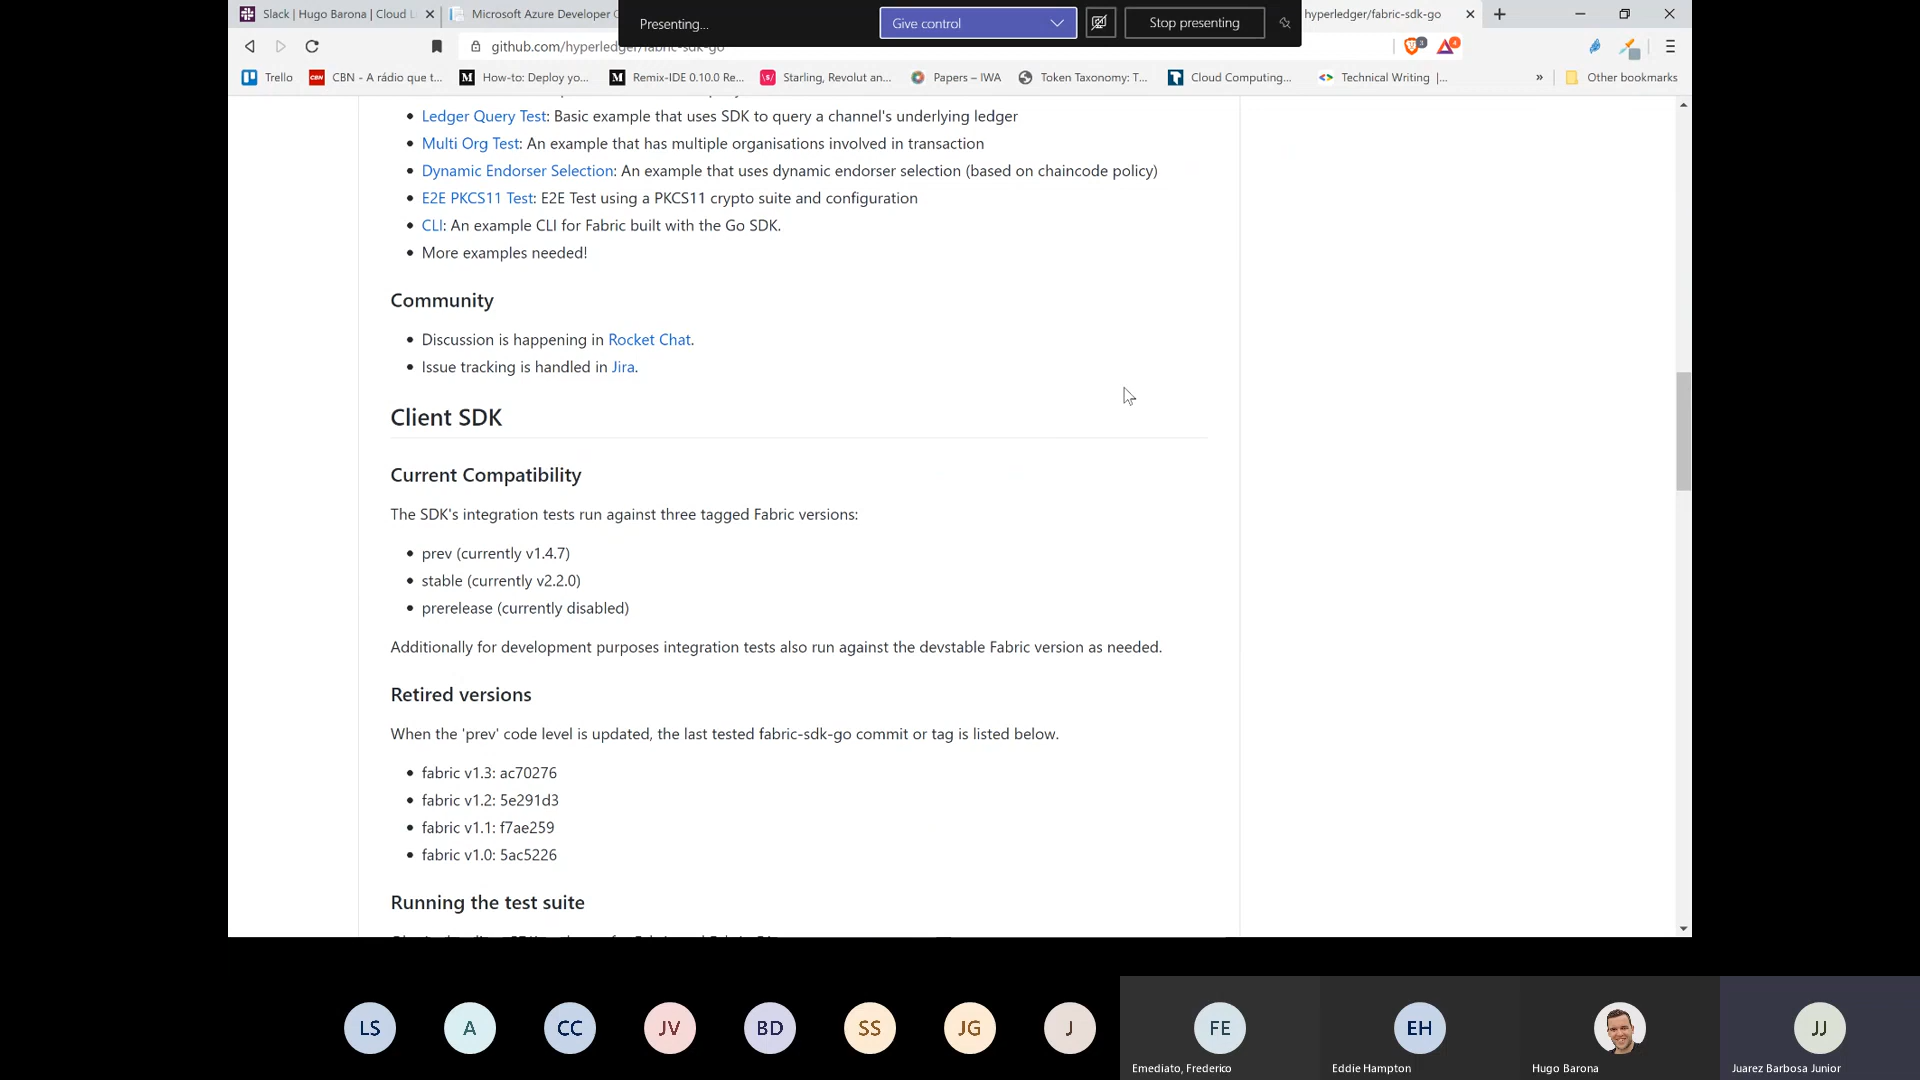 Slack | Hugo Barona | Cloud L
Microsoft Azure Developer C
Presenting...
Give control
Stop presenting
hyperledger/fabric-sdk-go
github.com/hyperledger/fabric-sdk-go
3
4
Trello
CBN - A rádio que t...
How-to: Deploy yo...
Remix-IDE 0.10.0 Re...
Starling, Revolut an...
Papers – IWA
Token Taxonomy: T...
Cloud Computing...
Technical Writing |...
»
Other bookmarks
Ledger Query Test: Basic example that uses SDK to query a channel's underlying ledger
Multi Org Test: An example that has multiple organisations involved in transaction
Dynamic Endorser Selection: An example that uses dynamic endorser selection (based on chaincode policy)
E2E PKCS11 Test: E2E Test using a PKCS11 crypto suite and configuration
CLI: An example CLI for Fabric built with the Go SDK.
More examples needed!
Community
Discussion is happening in Rocket Chat.
Issue tracking is handled in Jira.
Client SDK
Current Compatibility
The SDK's integration tests run against three tagged Fabric versions:
prev (currently v1.4.7)
stable (currently v2.2.0)
prerelease (currently disabled)
Additionally for development purposes integration tests also run against the devstable Fabric version as needed.
Retired versions
When the 'prev' code level is updated, the last tested fabric-sdk-go commit or tag is listed below.
fabric v1.3: ac70276
fabric v1.2: 5e291d3
fabric v1.1: f7ae259
fabric v1.0: 5ac5226
Running the test suite
LS
A
CC
JV
BD
SS
JG
J
FE
EH
JJ
Emediato, Frederico
Eddie Hampton
Hugo Barona
Juarez Barbosa Junior